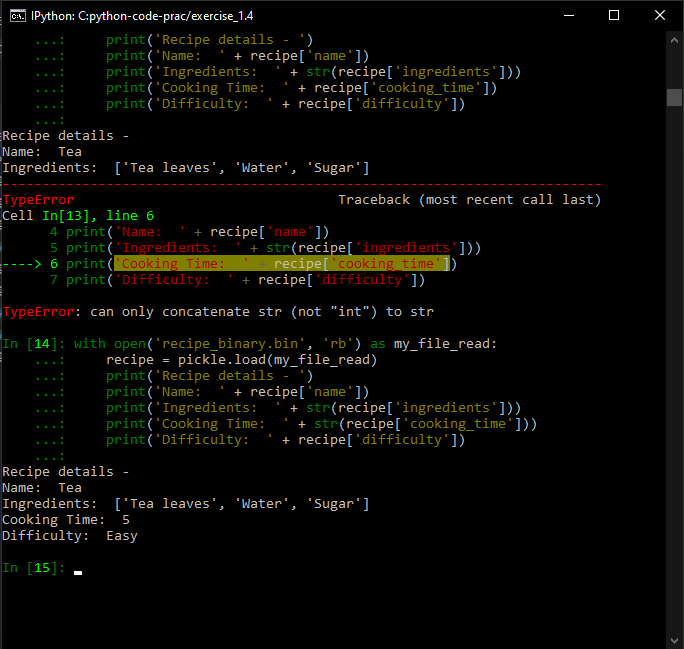 IPython: C:python-code-prac/exercise_1.4
...:     print('Recipe details - ')
...:     print('Name:  ' + recipe['name'])
...:     print('Ingredients:  ' + str(recipe['ingredients']))
...:     print('Cooking Time:  ' + recipe['cooking_time'])
...:     print('Difficulty:  ' + recipe['difficulty'])
...:
Recipe details -
Name:  Tea
Ingredients:  ['Tea leaves', 'Water', 'Sugar']
---------------------------------------------------------------------------
TypeError                                 Traceback (most recent call last)
Cell In[13], line 6
      4 print('Name:  ' + recipe['name'])
      5 print('Ingredients:  ' + str(recipe['ingredients']))
----> 6 print('Cooking Time:  ' + recipe['cooking_time'])
      7 print('Difficulty:  ' + recipe['difficulty'])
TypeError: can only concatenate str (not "int") to str
In [14]: with open('recipe_binary.bin', 'rb') as my_file_read:
...:     recipe = pickle.load(my_file_read)
...:     print('Recipe details - ')
...:     print('Name:  ' + recipe['name'])
...:     print('Ingredients:  ' + str(recipe['ingredients']))
...:     print('Cooking Time:  ' + str(recipe['cooking_time']))
...:     print('Difficulty:  ' + recipe['difficulty'])
...:
Recipe details -
Name:  Tea
Ingredients:  ['Tea leaves', 'Water', 'Sugar']
Cooking Time:  5
Difficulty:  Easy
In [15]: